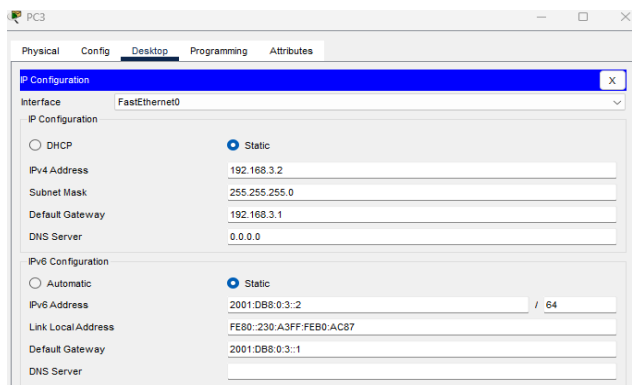 PC3
Physical Config Desktop Programming Attributes
IP Configuration X
Interface FastEthernet0
IP Configuration
DHCP Static
IPv4 Address 192.168.3.2
Subnet Mask 255.255.255.0
Default Gateway 192.168.3.1
DNS Server 0.0.0.0
IPv6 Configuration
Automatic Static
IPv6 Address 2001:DB8:0:3::2 / 64
Link Local Address FE80::230:A3FF:FEB0:AC87
Default Gateway 2001:DB8:0:3::1
DNS Server